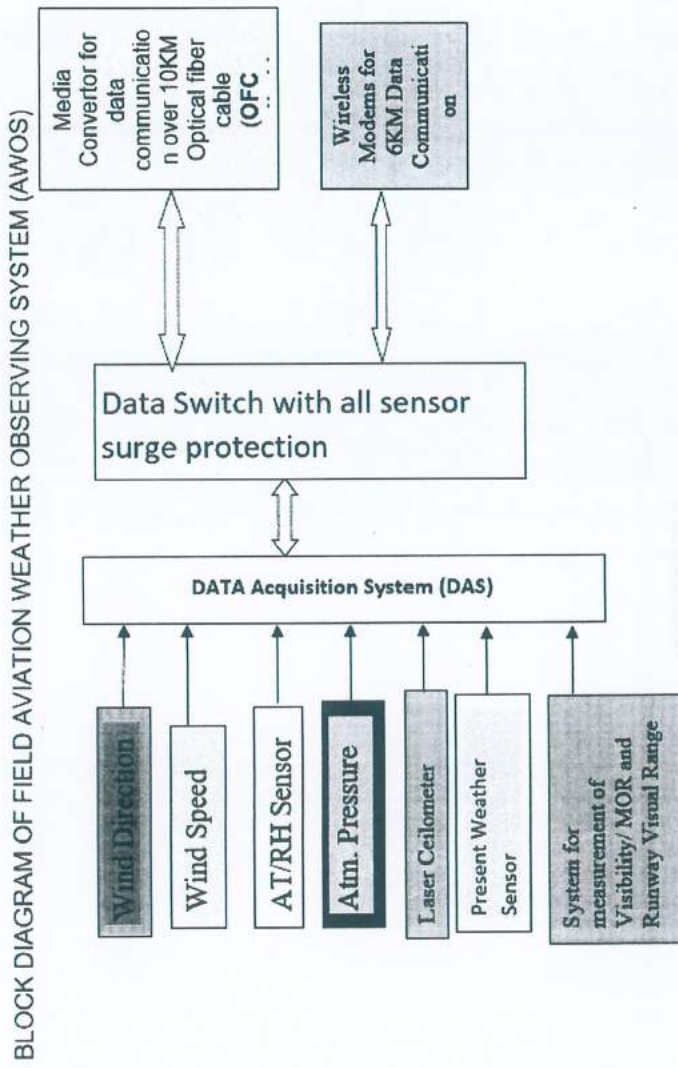 BLOCK DIAGRAM OF FIELD AVIATION WEATHER OBSERVING SYSTEM (AWOS)
Wind Direction
Wind Speed
AT/RH Sensor
Atm. Pressure
Laser Ceilometer
Present Weather
Sensor
System for
measurement of
Visibility/ MOR and
Runway Visual Range
DATA Acquisition System (DAS)
Data Switch with all sensor
surge protection
Media
Convertor for
data
communicatio
n over 10KM
Optical fiber
cable
(OFC
Wireless
Modems for
6KM Data
Communicati
on